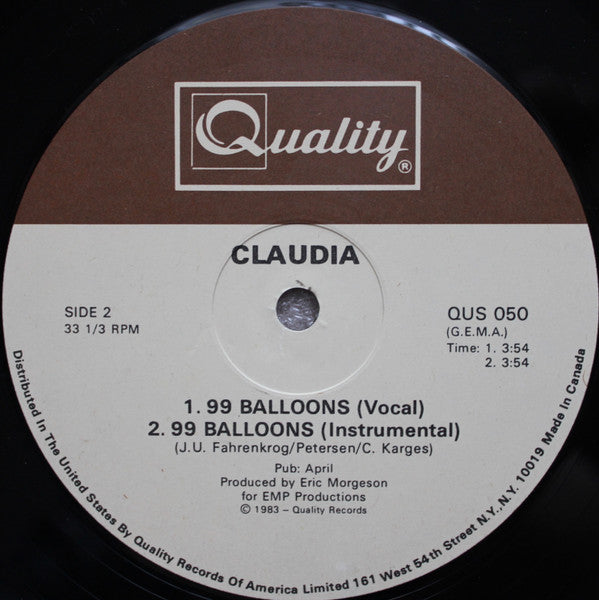 Quality®
CLAUDIA
SIDE 2
33 1/3 RPM
QUS 050
(G.E.M.A.)
Time: 1. 3:54
2. 3:54
1. 99 BALLOONS (Vocal)
2. 99 BALLOONS (Instrumental)
(J.U. Fahrenkrog/Petersen/C. Karges)
Pub: April
Produced by Eric Morgeson
for EMP Productions
© 1983 – Quality Records
Distributed In The United States By Quality Records Of America Limited 161 West 54th Street N.Y., N.Y. 10019 Made In Canada